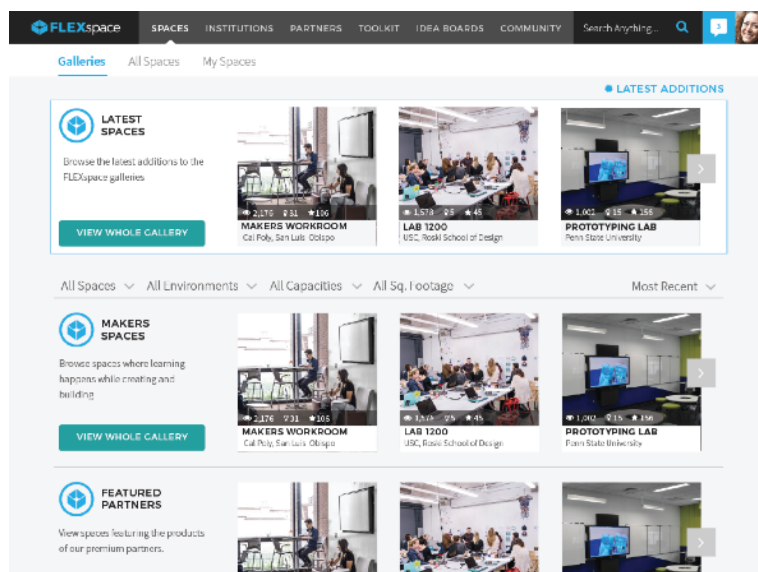 FLEXspace SPACES INSTITUTIONS PARTNERS TOOLKIT IDEA BOARDS COMMUNITY Search Anything... 3
Galleries All Spaces My Spaces
LATEST ADDITIONS
LATEST
SPACES
Browse the latest additions to the
FLEXspace galleries
VIEW WHOLE GALLERY
2,176 31 106
MAKERS WORKROOM
Cal Poly, San Luis Obispo
1,573 5 45
LAB 1200
USC, Roski School of Design
1,002 15 156
PROTOTYPING LAB
Penn State University
All Spaces All Environments All Capacities All Sq. Footage Most Recent
MAKERS
SPACES
Browse spaces where learning
happens while creating and
building
VIEW WHOLE GALLERY
2,176 31 106
MAKERS WORKROOM
Cal Poly, San Luis Obispo
1,573 5 45
LAB 1200
USC, Roski School of Design
1,002 15 156
PROTOTYPING LAB
Penn State University
FEATURED
PARTNERS
View spaces featuring the products
of our premium partners.